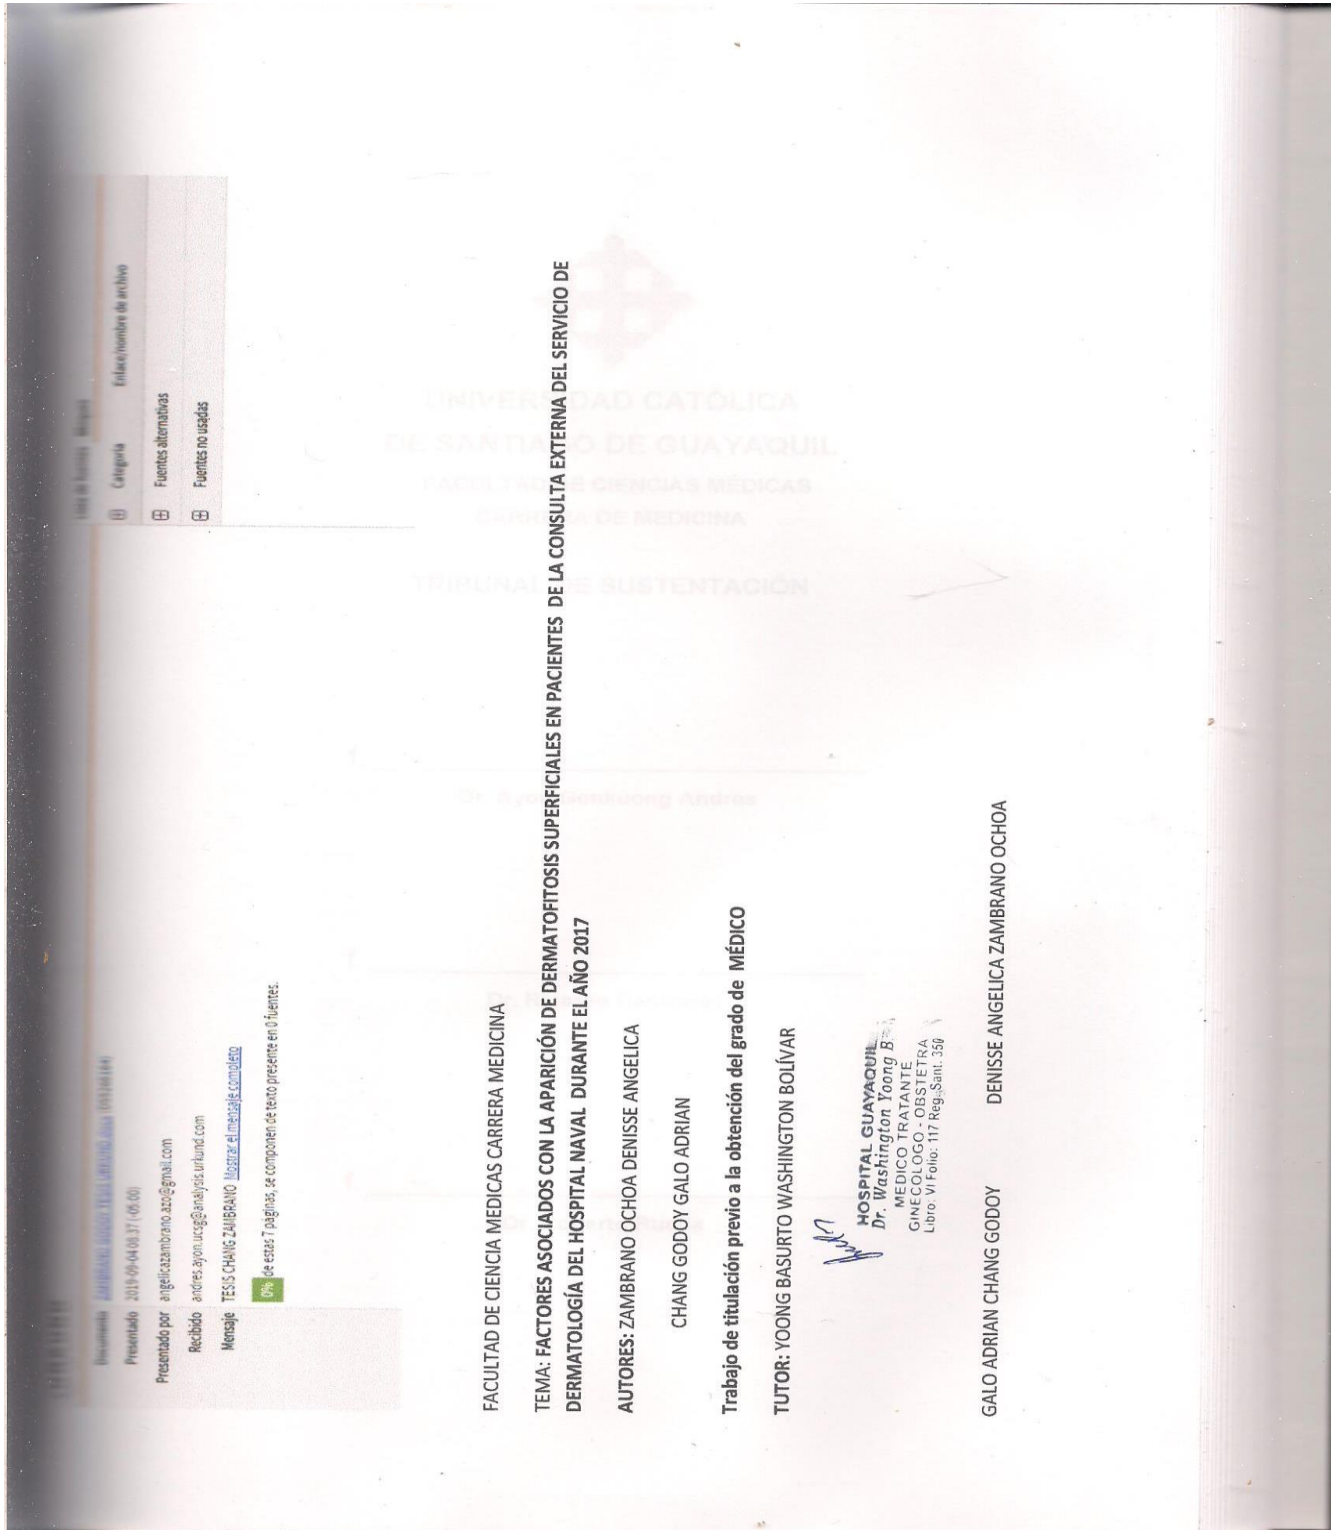 Presentado 2019-09-04 08:37 (-05:00)
Presentado por angelicazambrano.azo@gmail.com
Recibido andres.ayon.ucsg@analysis.urkund.com
Mensaje TESIS CHANG ZAMBRANO Mostrar el mensaje completo
0% de estas 7 páginas, se componen de texto presente en 0 fuentes.
Categoría Enlace/nombre de archivo
Fuentes alternativas
Fuentes no usadas
FACULTAD DE CIENCIA MEDICAS CARRERA MEDICINA
TEMA: FACTORES ASOCIADOS CON LA APARICIÓN DE DERMATOFITOSIS SUPERFICIALES EN PACIENTES DE LA CONSULTA EXTERNA DEL SERVICIO DE
DERMATOLOGÍA DEL HOSPITAL NAVAL DURANTE EL AÑO 2017
AUTORES: ZAMBRANO OCHOA DENISSE ANGELICA
CHANG GODOY GALO ADRIAN
Trabajo de titulación previo a la obtención del grado de MÉDICO
TUTOR: YOONG BASURTO WASHINGTON BOLÍVAR
HOSPITAL GUAYAQUIL
Dr. Washington Yoong B.
MEDICO TRATANTE
GINECOLOGO - OBSTETRA
Libro: VI Folio: 117 Reg. Sant. 350
GALO ADRIAN CHANG GODOY DENISSE ANGELICA ZAMBRANO OCHOA
UNIVERSIDAD CATÓLICA
DE SANTIAGO DE GUAYAQUIL
FACULTAD DE CIENCIAS MÉDICAS
CARRERA DE MEDICINA
TRIBUNAL DE SUSTENTACIÓN